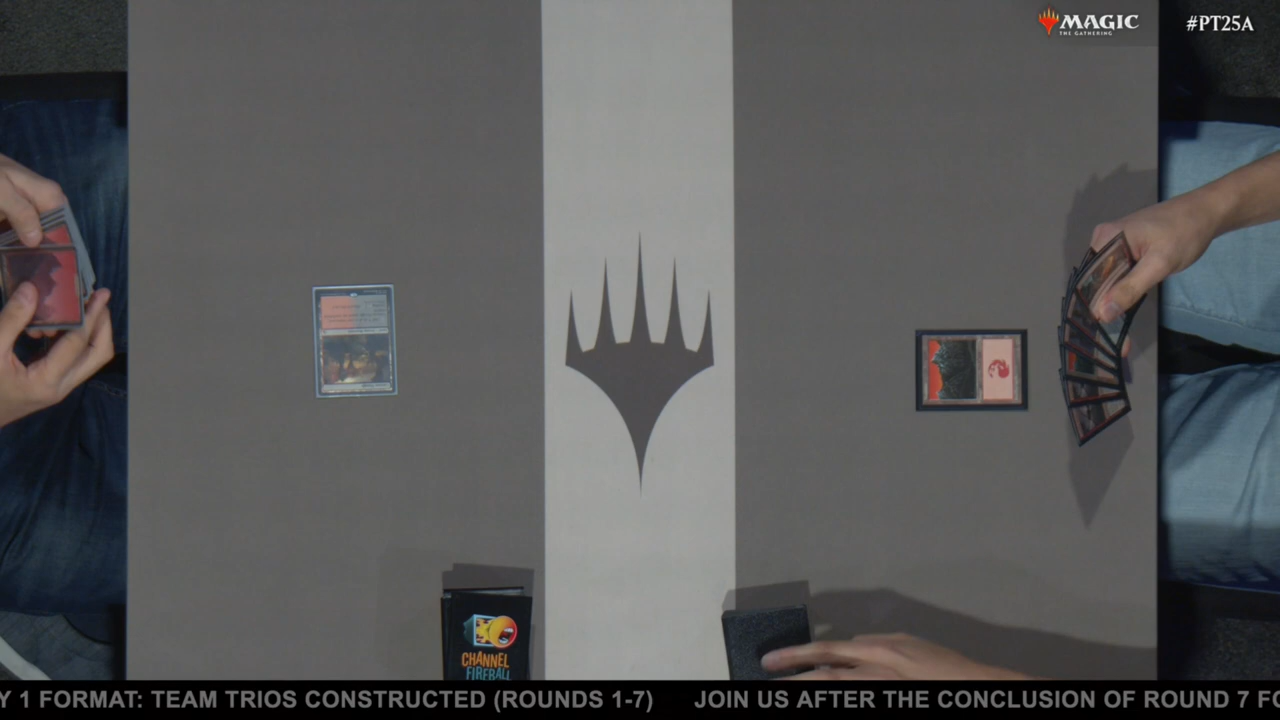 MAGIC
THE GATHERING
#PT25A
CHANNEL
FIREBALL
Y 1 FORMAT: TEAM TRIOS CONSTRUCTED (ROUNDS 1-7) JOIN US AFTER THE CONCLUSION OF ROUND 7 FO